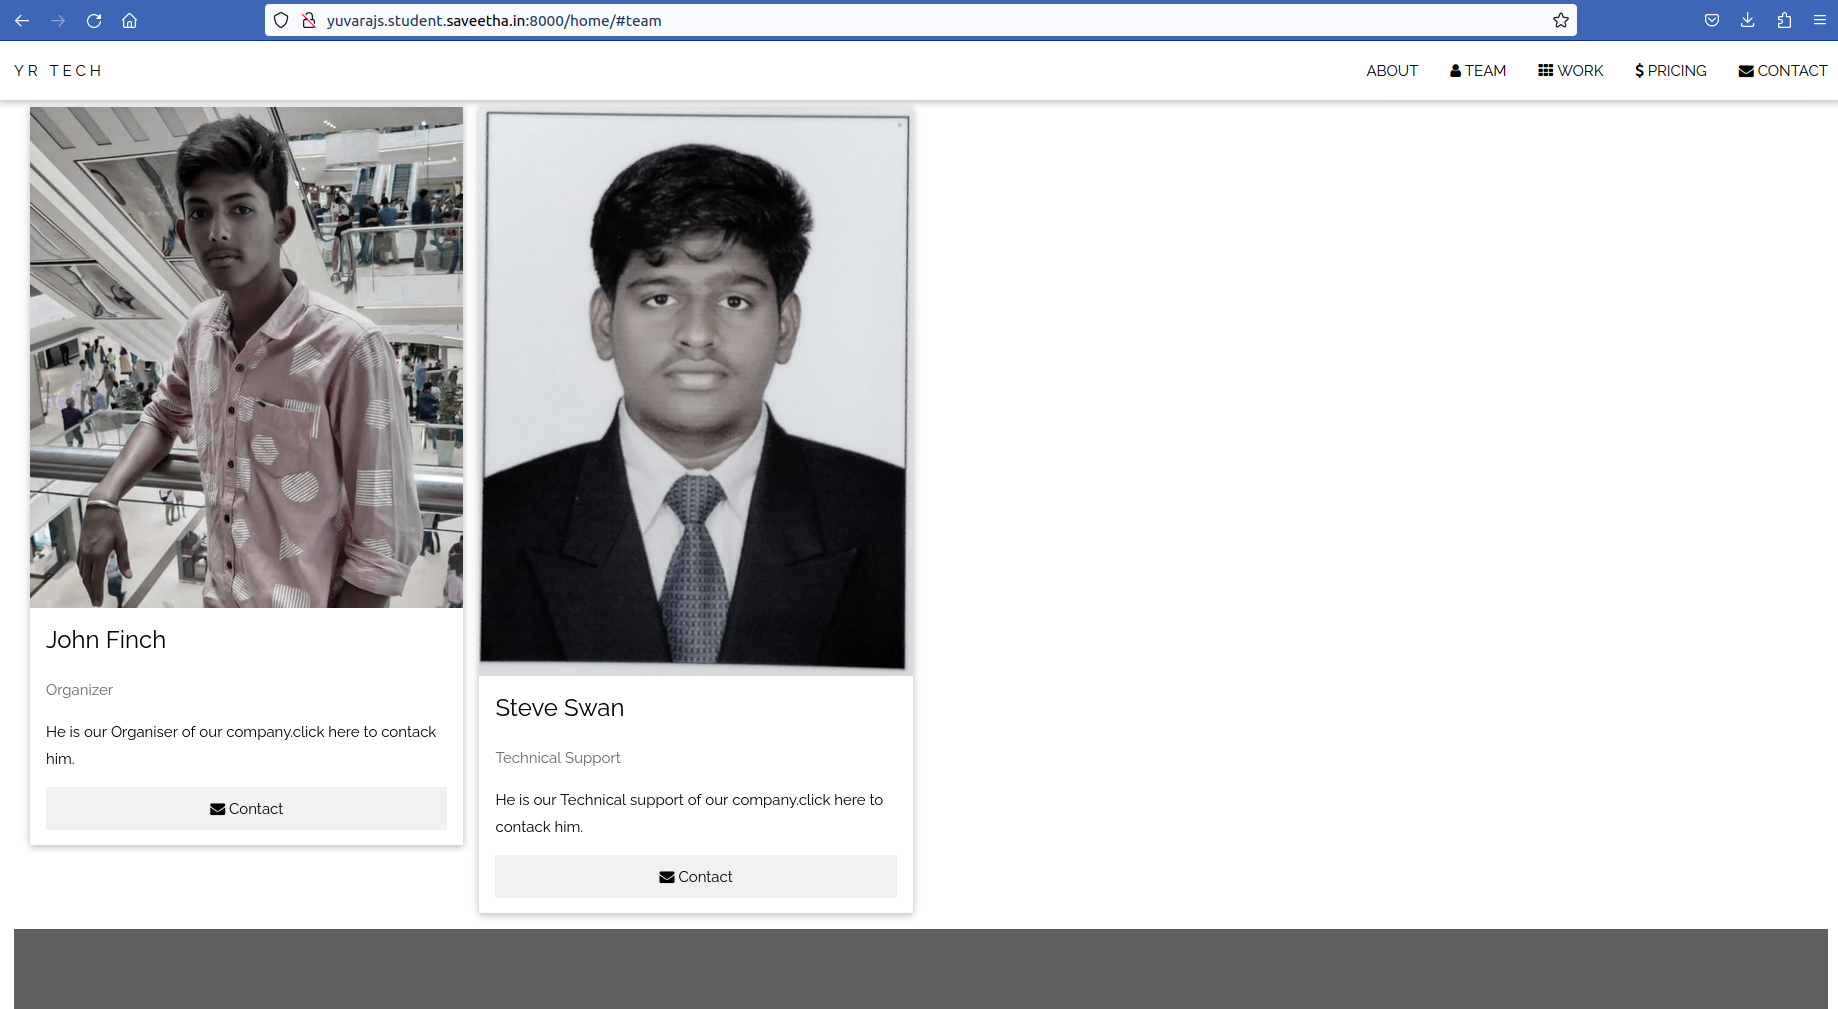 yuvarajs.student.saveetha.in:8000/home/#team
YR TECH
ABOUT TEAM WORK $ PRICING CONTACT
John Finch
Organizer
He is our Organiser of our company.click here to contack
him.
Contact
Steve Swan
Technical Support
He is our Technical support of our company.click here to
contack him.
Contact